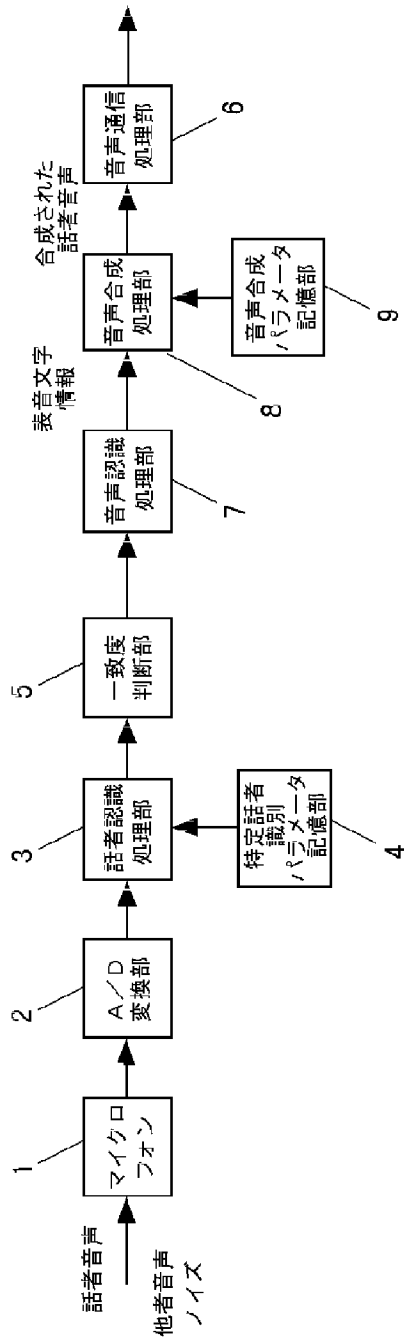 話者音声
他者音声
ノイズ
1
マイクロ
フォン
2
A/D
変換部
3
話者認識
処理部
4
特定話者
識別
パラメータ
記憶部
5
一致度
判断部
7
音声認識
処理部
表音文字
情報
8
音声合成
処理部
9
音声合成
パラメータ
記憶部
合成された
話者音声
6
音声通信
処理部